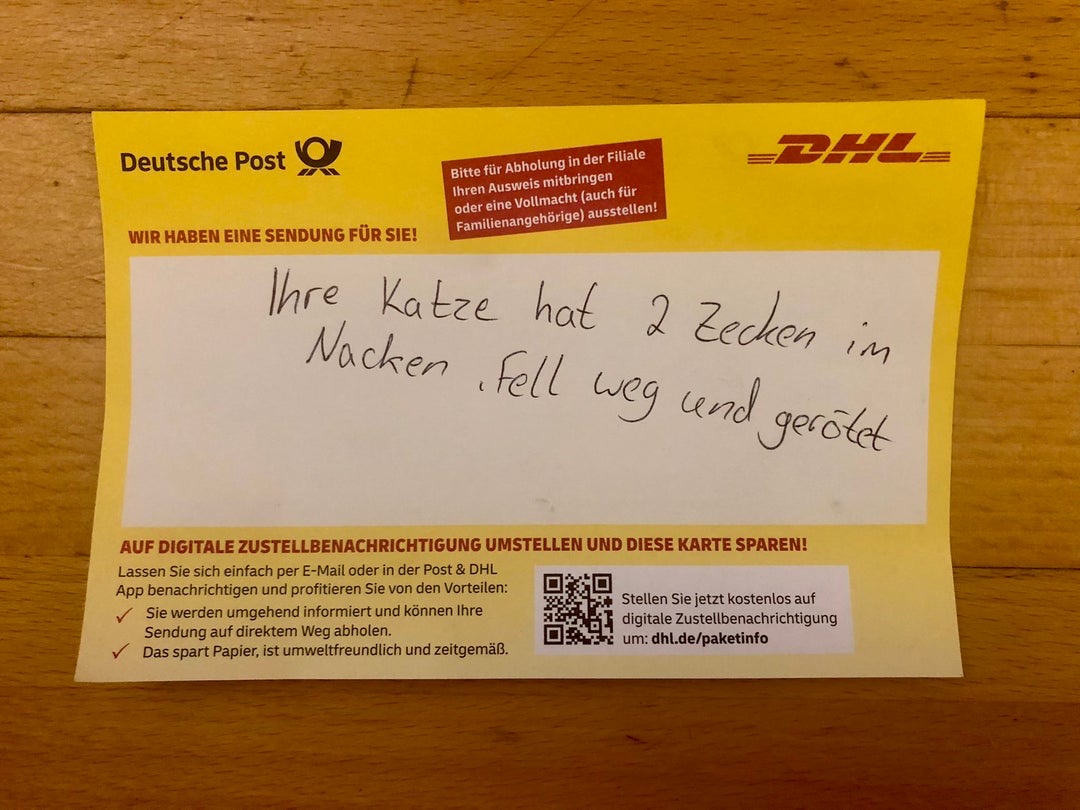 Deutsche Post
DHL
Bitte für Abholung in der Filiale
Ihren Ausweis mitbringen
oder eine Vollmacht (auch für
Familienangehörige) ausstellen!
WIR HABEN EINE SENDUNG FÜR SIE!
Ihre Katze hat 2 Zecken im
Nacken . Fell weg und gerötet
AUF DIGITALE ZUSTELLBENACHRICHTIGUNG UMSTELLEN UND DIESE KARTE SPAREN!
Lassen Sie sich einfach per E-Mail oder in der Post & DHL
App benachrichtigen und profitieren Sie von den Vorteilen:
✓ Sie werden umgehend informiert und können Ihre
Sendung auf direktem Weg abholen.
✓ Das spart Papier, ist umweltfreundlich und zeitgemäß.
Stellen Sie jetzt kostenlos auf
digitale Zustellbenachrichtigung
um: dhl.de/paketinfo